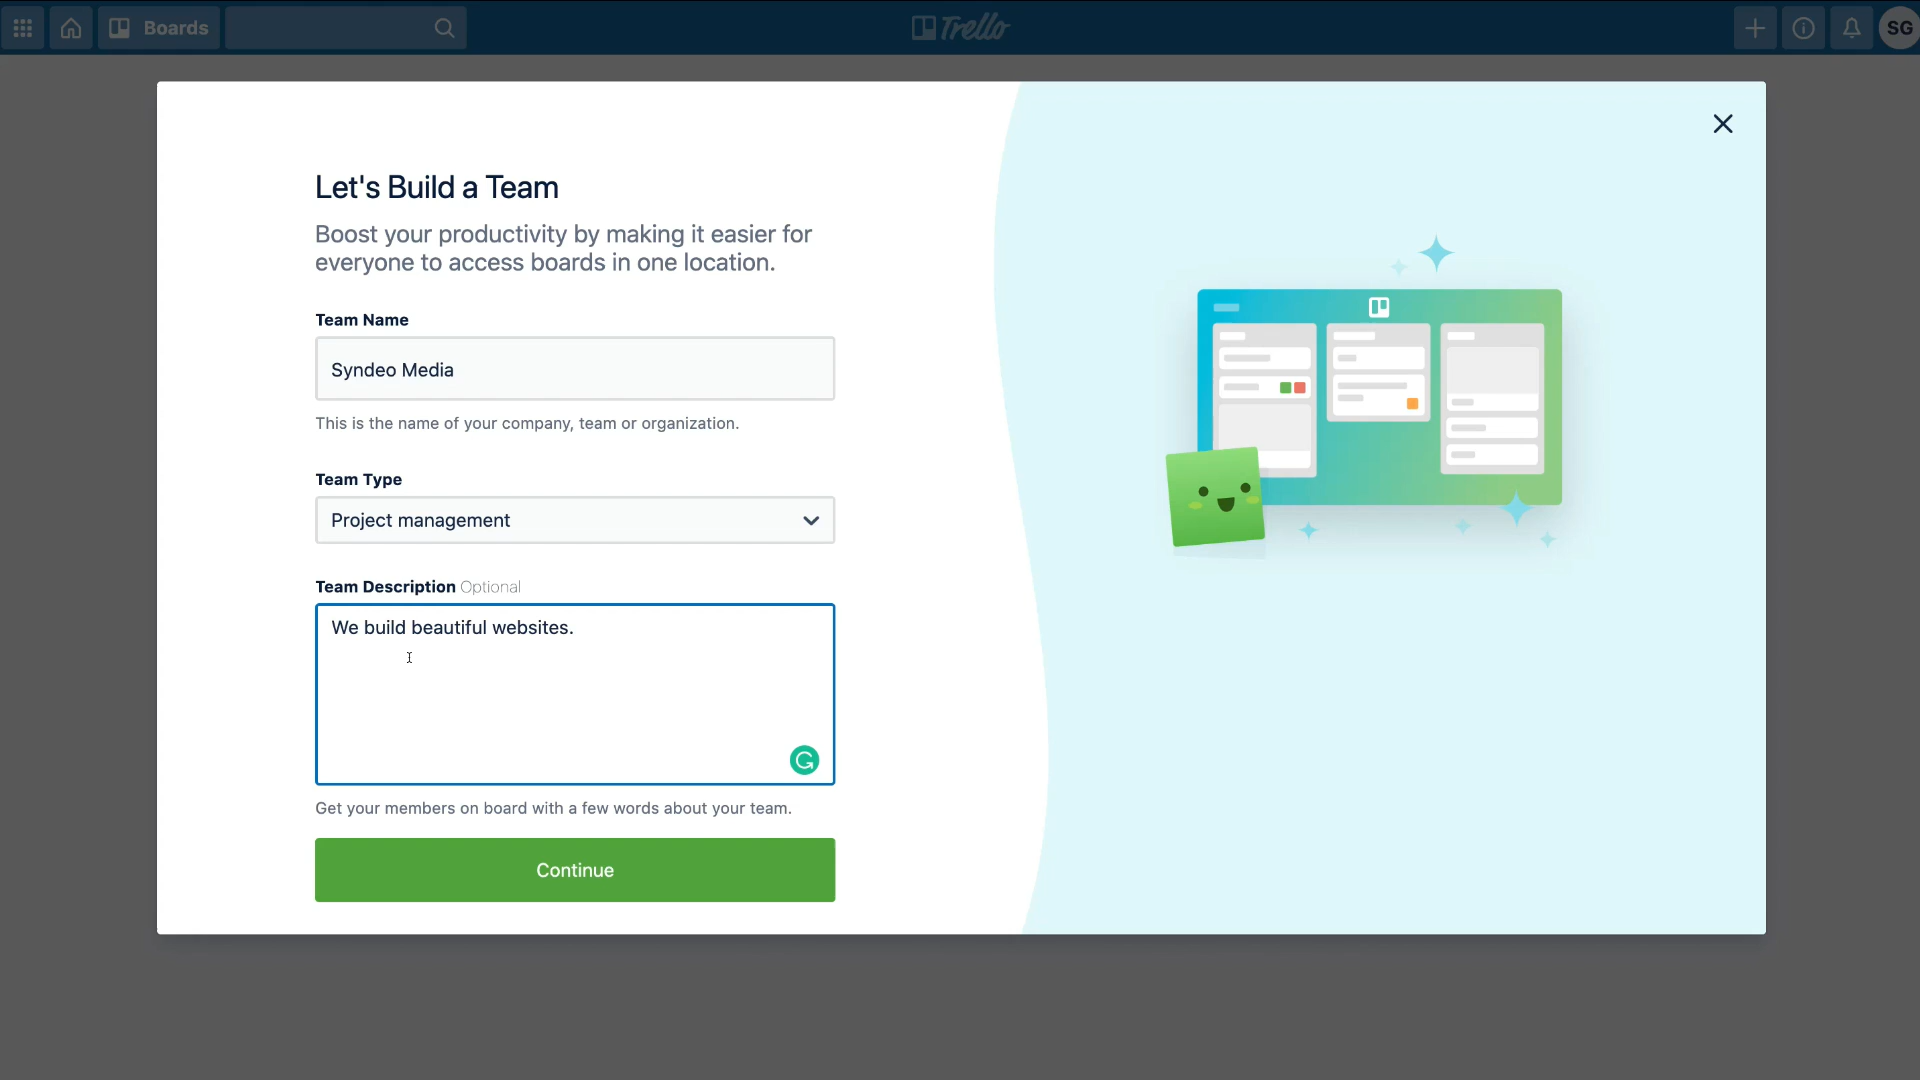 Boards
Trello
SG
Let's Build a Team
Boost your productivity by making it easier for
everyone to access boards in one location.
Team Name
Syndeo Media
This is the name of your company, team or organization.
Team Type
Project management
Team Description Optional
We build beautiful websites.
Get your members on board with a few words about your team.
Continue